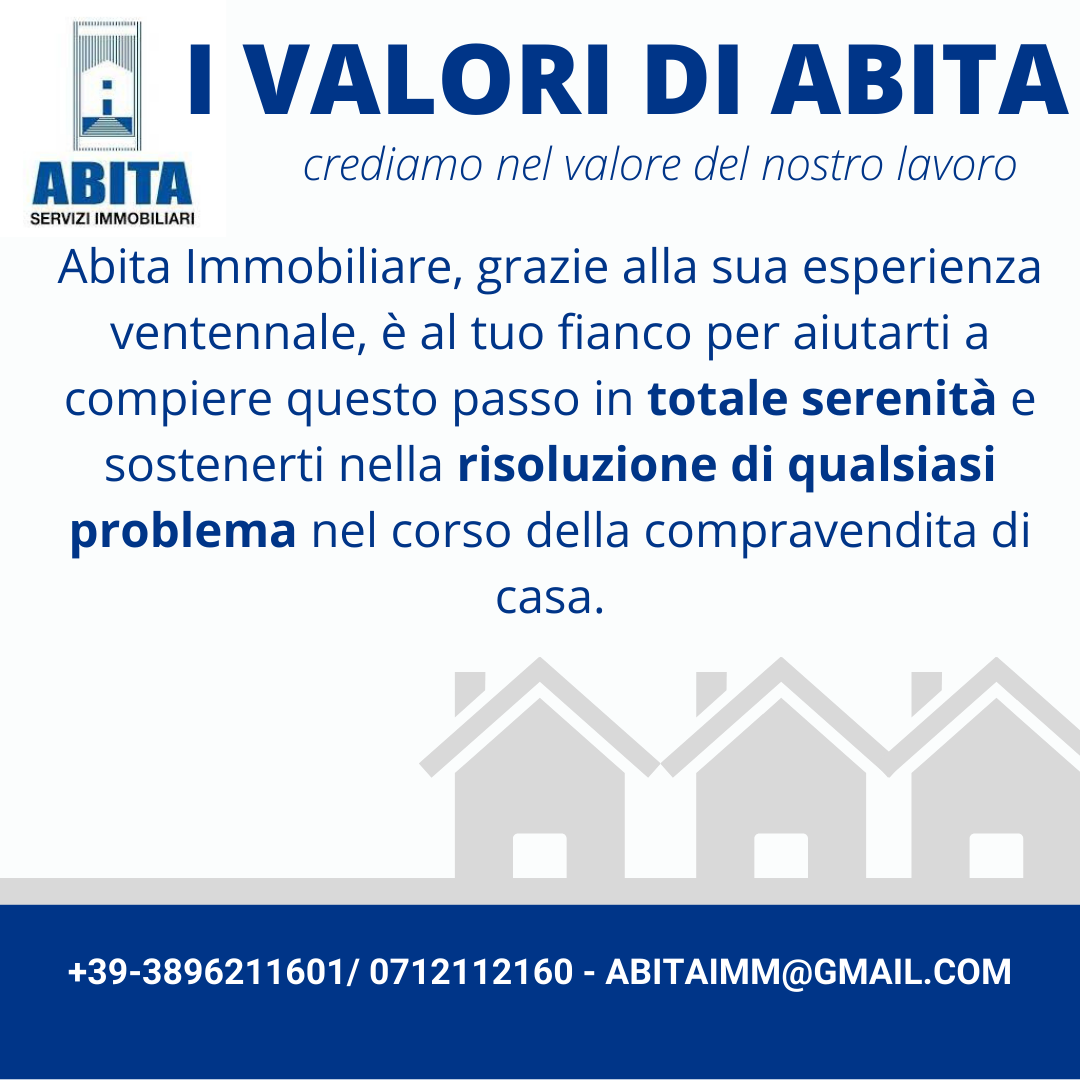 I VALORI DI ABITA
crediamo nel valore del nostro lavoro
ABITA
SERVIZI IMMOBILIARI
Abita Immobiliare, grazie alla sua esperienza
ventennale, è al tuo fianco per aiutarti a
compiere questo passo in totale serenità e
sostenerti nella risoluzione di qualsiasi
problema nel corso della compravendita di
casa.
+39-3896211601/ 0712112160 - ABITAIMM@GMAIL.COM